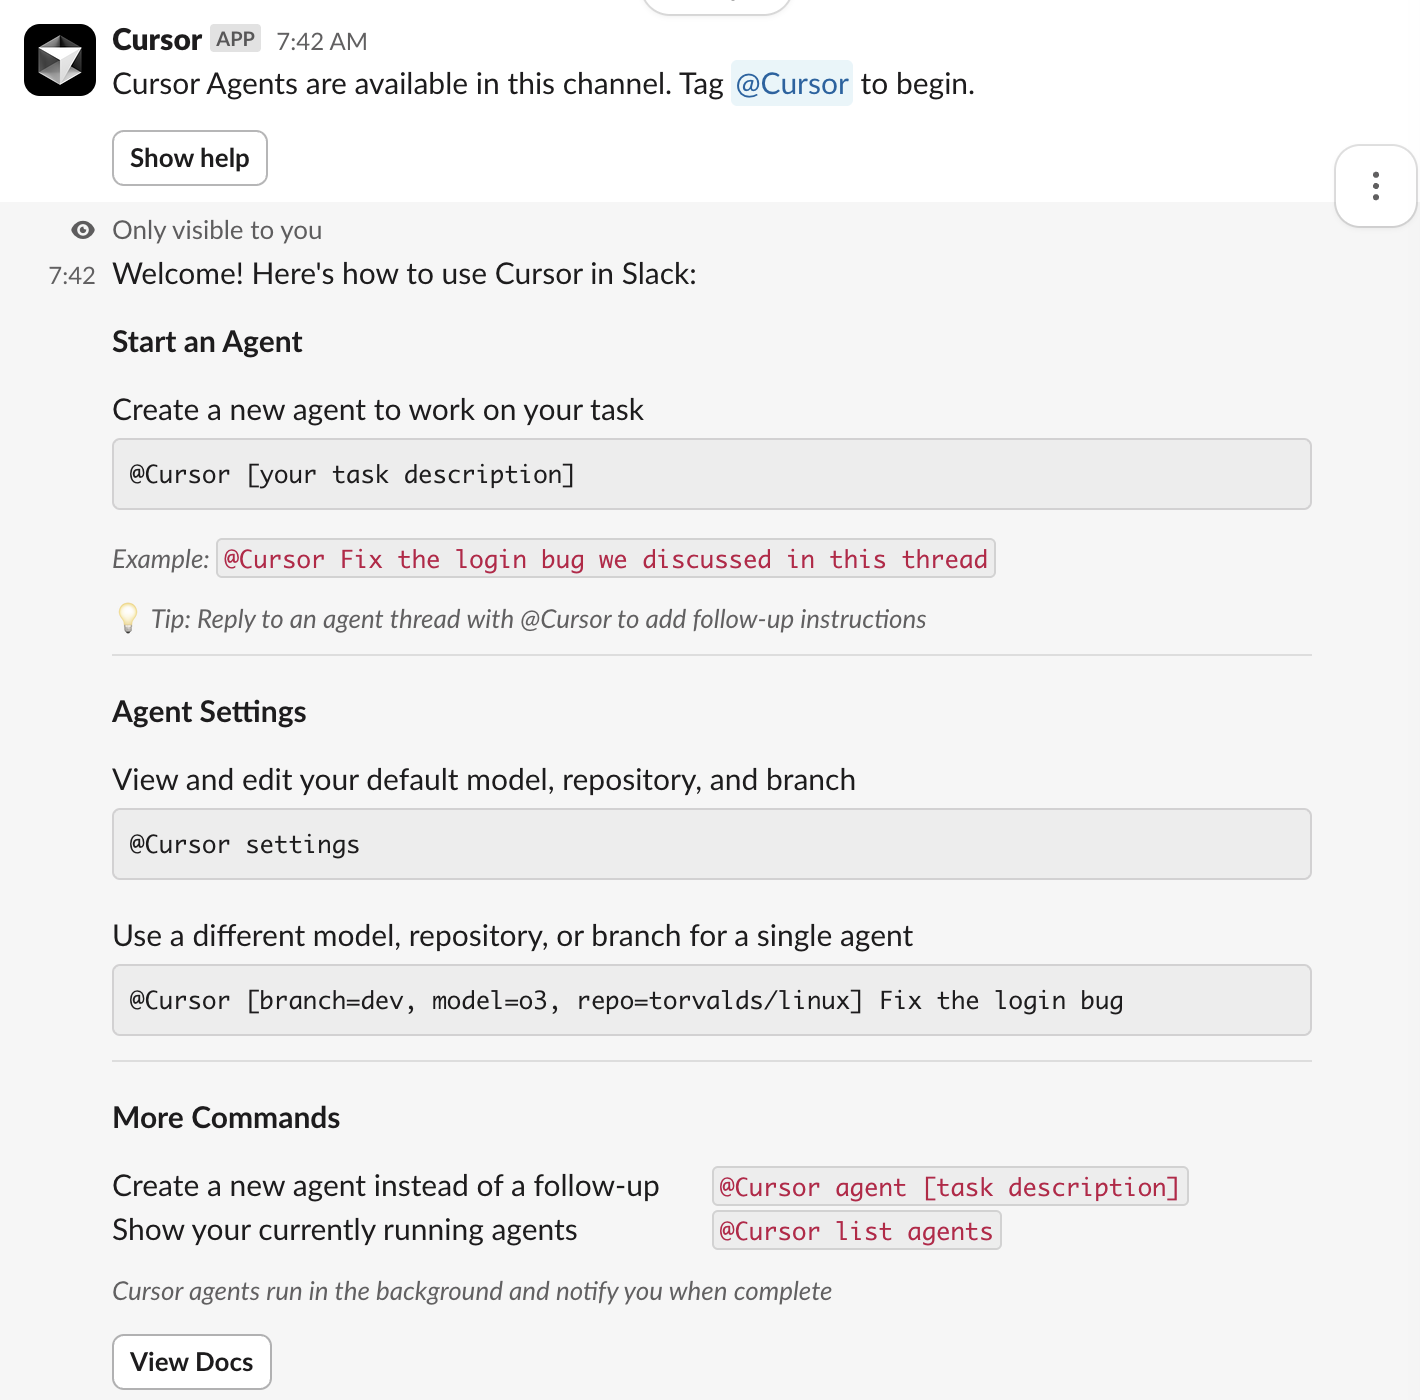 Cursor APP 7:42 AM
Cursor Agents are available in this channel. Tag @Cursor to begin.
Show help
Only visible to you
7:42 Welcome! Here's how to use Cursor in Slack:
Start an Agent
Create a new agent to work on your task
@Cursor [your task description]
Example: @Cursor Fix the login bug we discussed in this thread
Tip: Reply to an agent thread with @Cursor to add follow-up instructions
Agent Settings
View and edit your default model, repository, and branch
@Cursor settings
Use a different model, repository, or branch for a single agent
@Cursor [branch=dev, model=o3, repo=torvalds/linux] Fix the login bug
More Commands
Create a new agent instead of a follow-up @Cursor agent [task description]
Show your currently running agents @Cursor list agents
Cursor agents run in the background and notify you when complete
View Docs